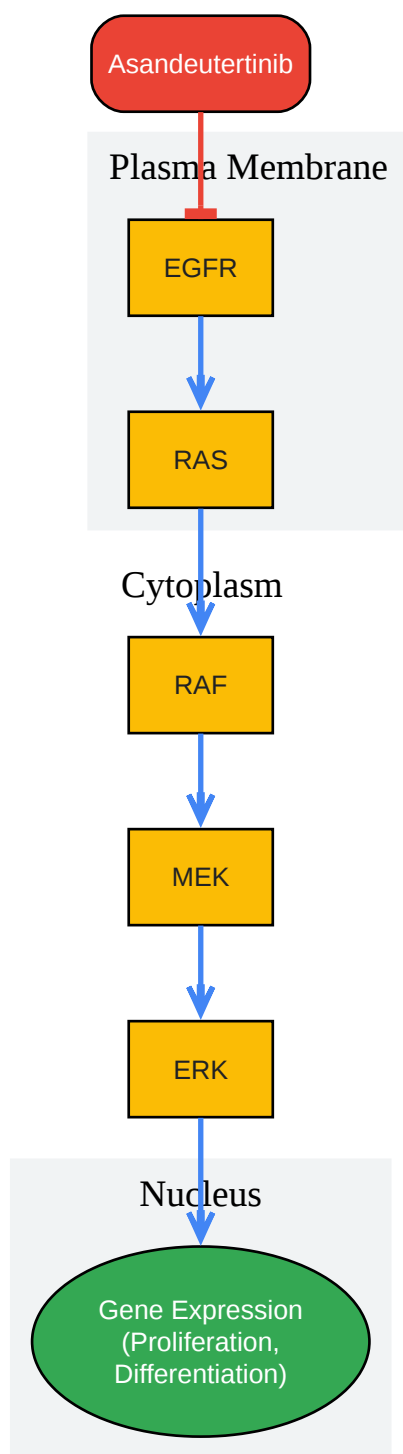 Asandeutertinib
Plasma Membrane
EGFR
RAS
Cytoplasm
RAF
MEK
ERK
Nucleus
Gene Expression
(Proliferation,
Differentiation)